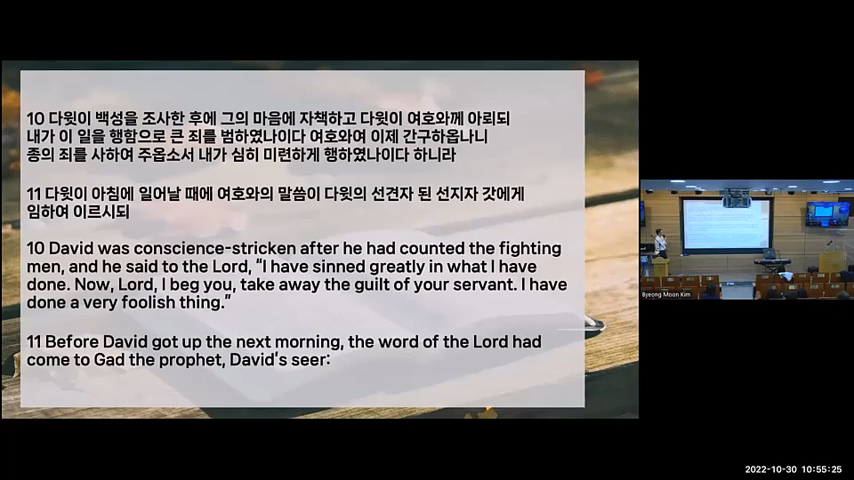 10 다윗이 백성을 조사한 후에 그의 마음에 자책하고 다윗이 여호와께 아뢰되
내가 이 일을 행함으로 큰 죄를 범하였나이다 여호와여 이제 간구하옵나니
종의 죄를 사하여 주옵소서 내가 심히 미련하게 행하였나이다 하니라
11 다윗이 아침에 일어날 때에 여호와의 말씀이 다윗의 선견자 된 선지자 갓에게
임하여 이르시되
10 David was conscience-stricken after he had counted the fighting
men, and he said to the Lord, “I have sinned greatly in what I have
done. Now, Lord, I beg you, take away the guilt of your servant. I have
done a very foolish thing.”
11 Before David got up the next morning, the word of the Lord had
come to Gad the prophet, David’s seer:
Byeong Moon Kim
2022-10-30 10:55:25